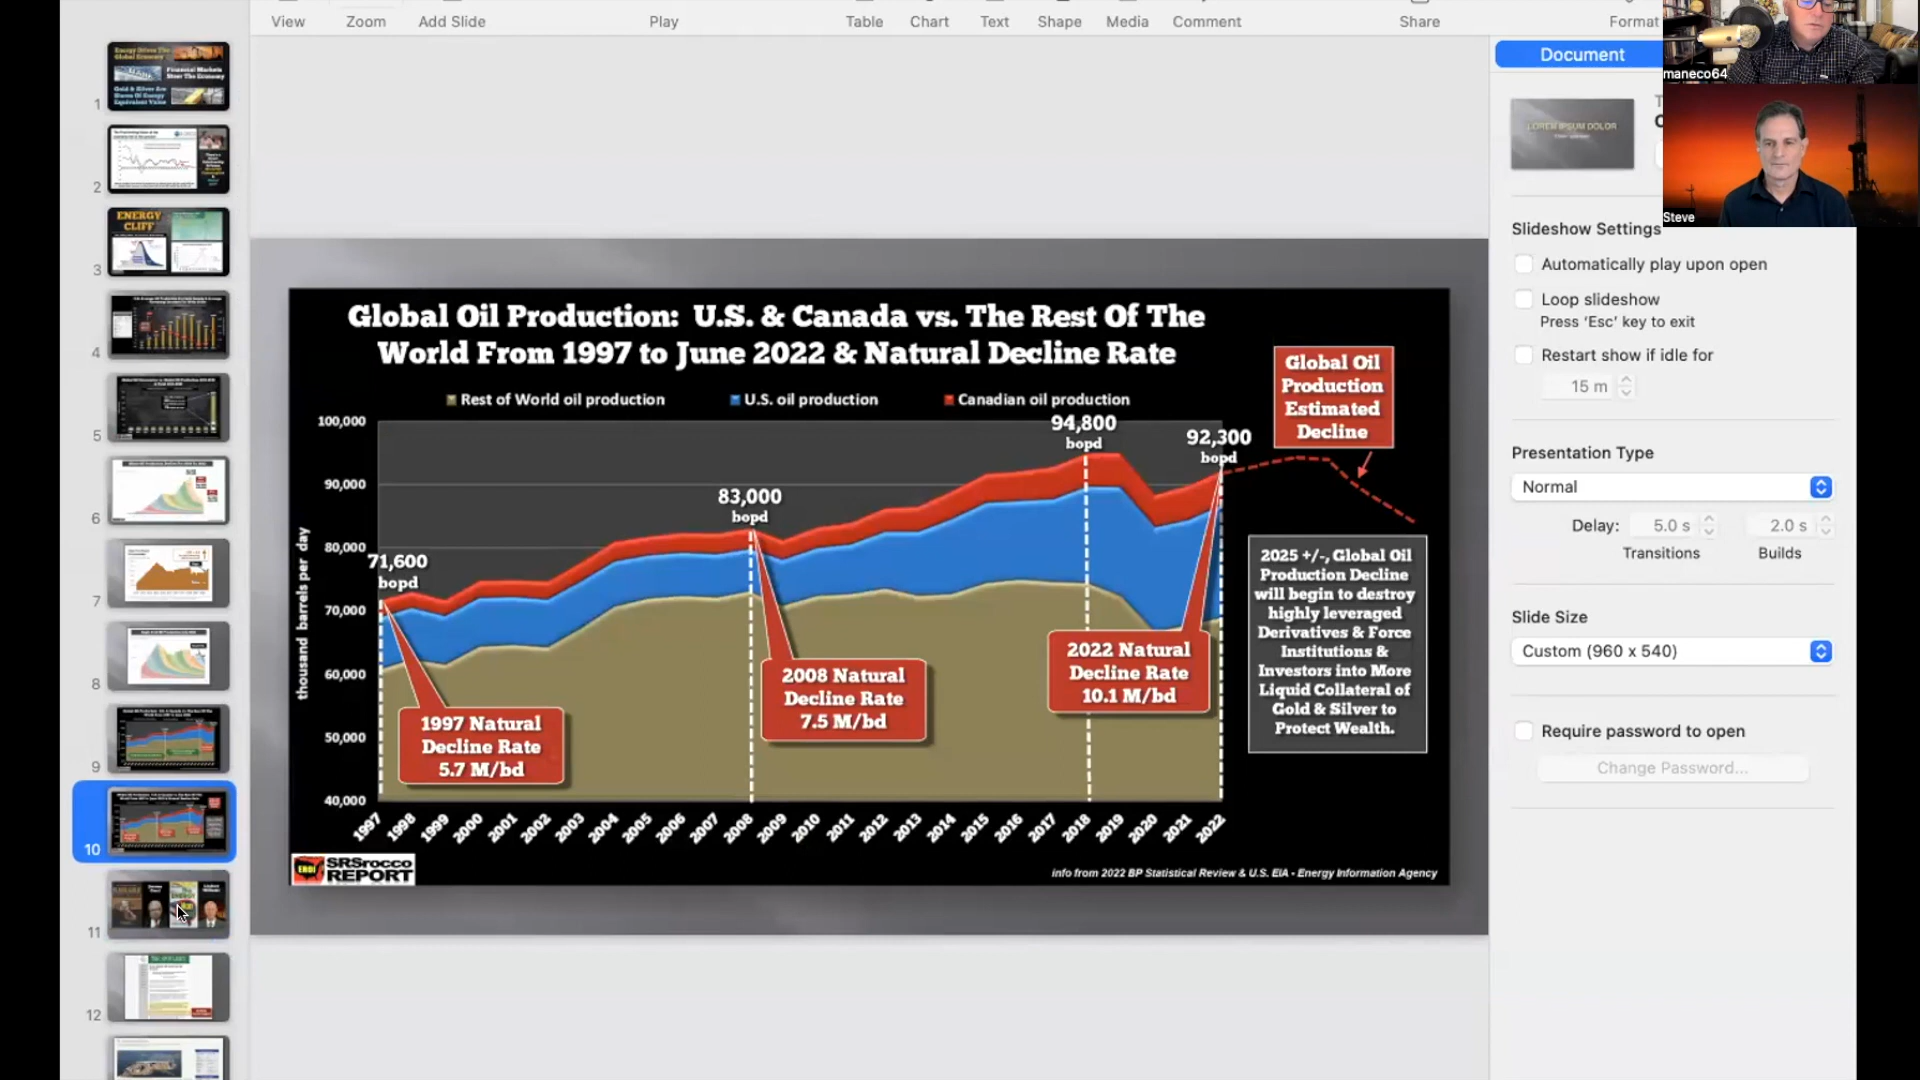 View
Zoom
Add Slide
Play
Table
Chart
Text
Shape
Media
Comment
Share
Format
Document
maneco64
Steve
1
2
3
ENERGY
CLIFF
4
5
6
7
8
9
10
11
12
Global Oil Production: U.S. & Canada vs. The Rest Of The
World From 1997 to June 2022 & Natural Decline Rate
Rest of World oil production
U.S. oil production
Canadian oil production
Global Oil
Production
Estimated
Decline
100,000
90,000
80,000
70,000
60,000
50,000
40,000
thousand barrels per day
71,600
bopd
83,000
bopd
94,800
bopd
92,300
bopd
1997 Natural
Decline Rate
5.7 M/bd
2008 Natural
Decline Rate
7.5 M/bd
2022 Natural
Decline Rate
10.1 M/bd
2025 +/-, Global Oil
Production Decline
will begin to destroy
highly leveraged
Derivatives & Force
Institutions &
Investors into More
Liquid Collateral of
Gold & Silver to
Protect Wealth.
1997
1998
1999
2000
2001
2002
2003
2004
2005
2006
2007
2008
2009
2010
2011
2012
2013
2014
2015
2016
2017
2018
2019
2020
2021
2022
SRSrocco
REPORT
info from 2022 BP Statistical Review & U.S. EIA - Energy Information Agency
LOREM IPSUM DOLOR
Slideshow Settings
Automatically play upon open
Loop slideshow
Press ‘Esc’ key to exit
Restart show if idle for
15 m
Presentation Type
Normal
Delay:
5.0 s
2.0 s
Transitions
Builds
Slide Size
Custom (960 x 540)
Require password to open
Change Password...